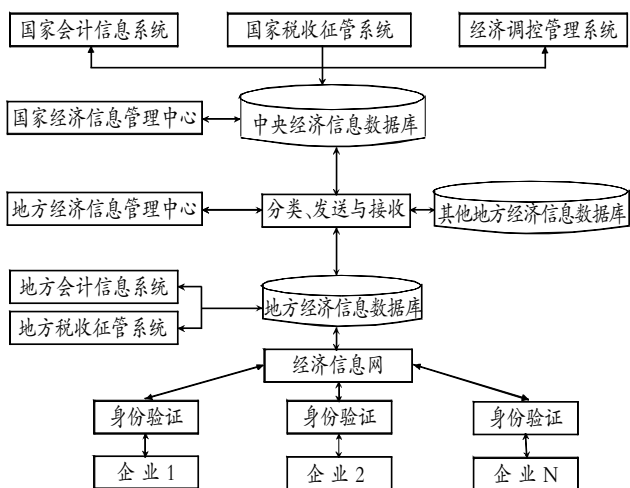 国家会计信息系统
国家税收征管系统
经济调控管理系统
国家经济信息管理中心
中央经济信息数据库
地方经济信息管理中心
分类、发送与接收
其他地方经济信息数据库
地方会计信息系统
地方税收征管系统
地方经济信息数据库
经济信息网
身份验证
身份验证
身份验证
企业1
企业2
企业N